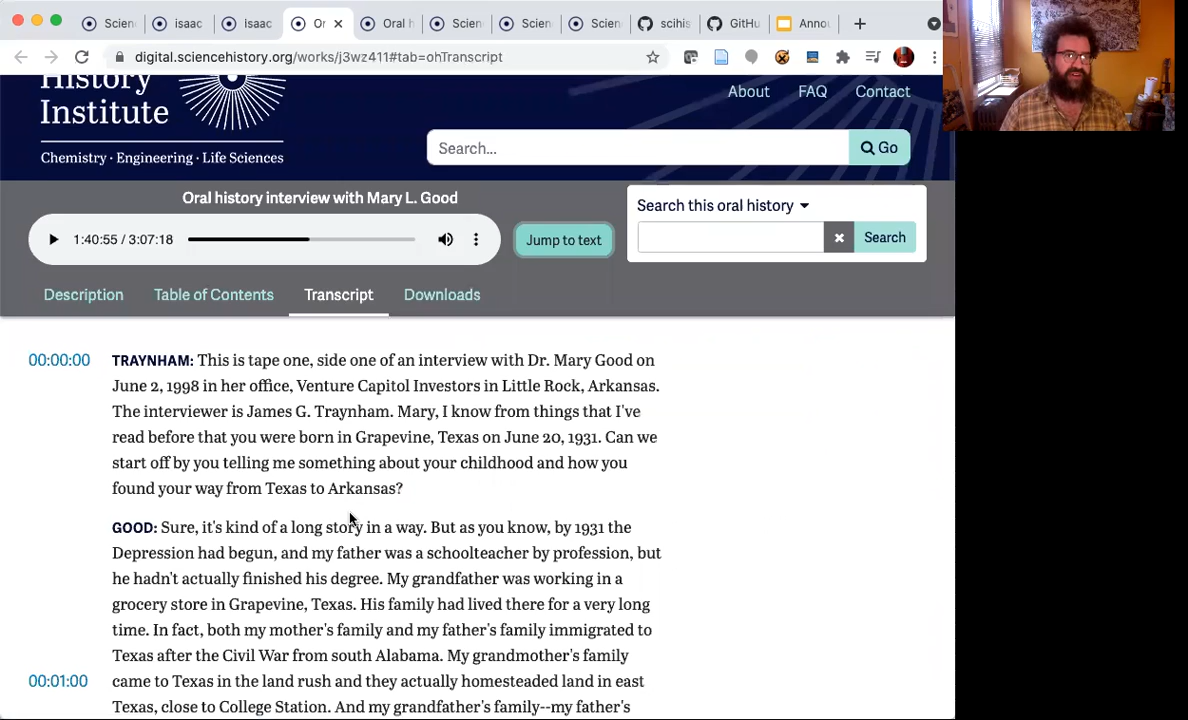 Scien
isaac
Isaac
Or
Oral h
Scien
Scien
Scien
scihis
GitHu
Annou
digital.sciencehistory.org/works/j3wz411#tab=ohTranscript
History
Institute
Chemistry · Engineering · Life Sciences
About
FAQ
Contact
Search...
Go
Oral history interview with Mary L. Good
1:40:55 / 3:07:18
Jump to text
Search this oral history
Search
Description
Table of Contents
Transcript
Downloads
00:00:00
TRAYNHAM: This is tape one, side one of an interview with Dr. Mary Good on
June 2, 1998 in her office, Venture Capitol Investors in Little Rock, Arkansas.
The interviewer is James G. Traynham. Mary, I know from things that I've
read before that you were born in Grapevine, Texas on June 20, 1931. Can we
start off by you telling me something about your childhood and how you
found your way from Texas to Arkansas?
GOOD: Sure, it's kind of a long story in a way. But as you know, by 1931 the
Depression had begun, and my father was a schoolteacher by profession, but
he hadn't actually finished his degree. My grandfather was working in a
grocery store in Grapevine, Texas. His family had lived there for a very long
time. In fact, both my mother's family and my father's family immigrated to
Texas after the Civil War from south Alabama. My grandmother's family
00:01:00
came to Texas in the land rush and they actually homesteaded land in east
Texas, close to College Station. And my grandfather's family--my father's